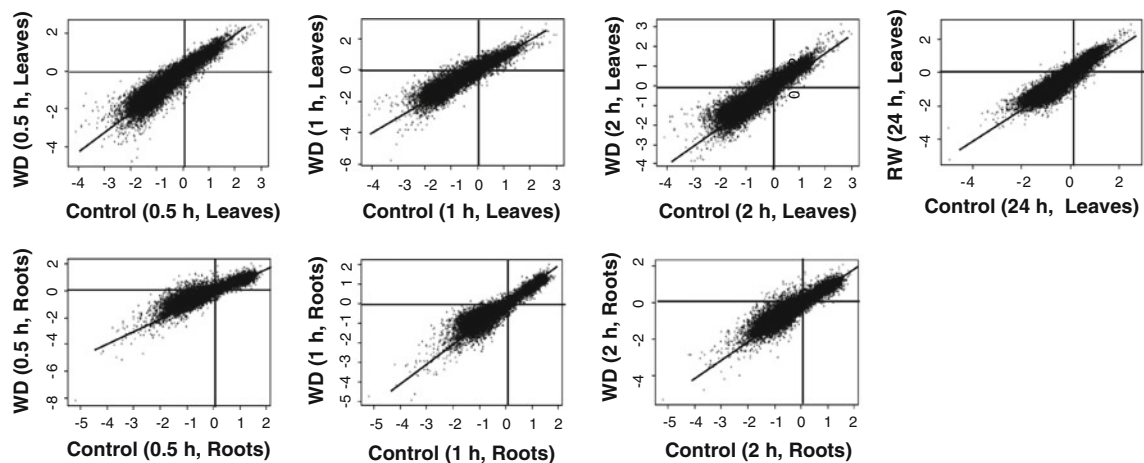 WD (0.5 h, Leaves)
2
0
-2
-4
-4 -3 -2 -1 0 1 2 3
Control (0.5 h, Leaves)
WD (1 h, Leaves)
2
0
-2
-4
6
-4 -3 -2 -1 0 1 2 3
Control (1 h, Leaves)
WD (2 h, Leaves)
3
2
1
0
-1
-2
-3
-4
0
-4 -3 -2 -1 0 1 2 3
Control (2 h, Leaves)
RW (24 h, Leaves)
2
0
-2
-4
-4 -2 0 2
Control (24 h, Leaves)
WD (0.5 h, Roots)
2
0
-2
-4
-6
-8
-5 -4 -3 -2 -1 0 1 2
Control (0.5 h, Roots)
WD (1 h, Roots)
2
1
0
-1
-2
-3
-4
-5
-5 -4 -3 -2 -1 0 1 2
Control (1 h, Roots)
WD (2 h, Roots)
2
0
-2
-4
-5 -4 -3 -2 -1 0 1 2
Control (2 h, Roots)